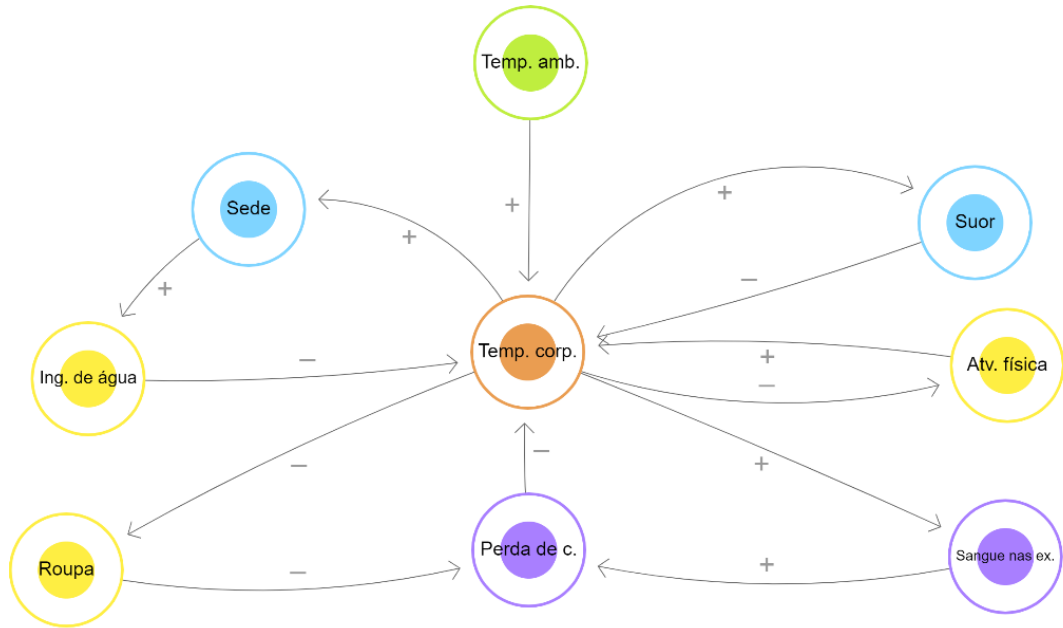 Temp. amb.
+
Sede
+
+
Suor
+
−
Ing. de água
−
Temp. corp.
+
−
Atv. física
−
−
+
Roupa
−
Perda de c.
+
Sangue nas ex.